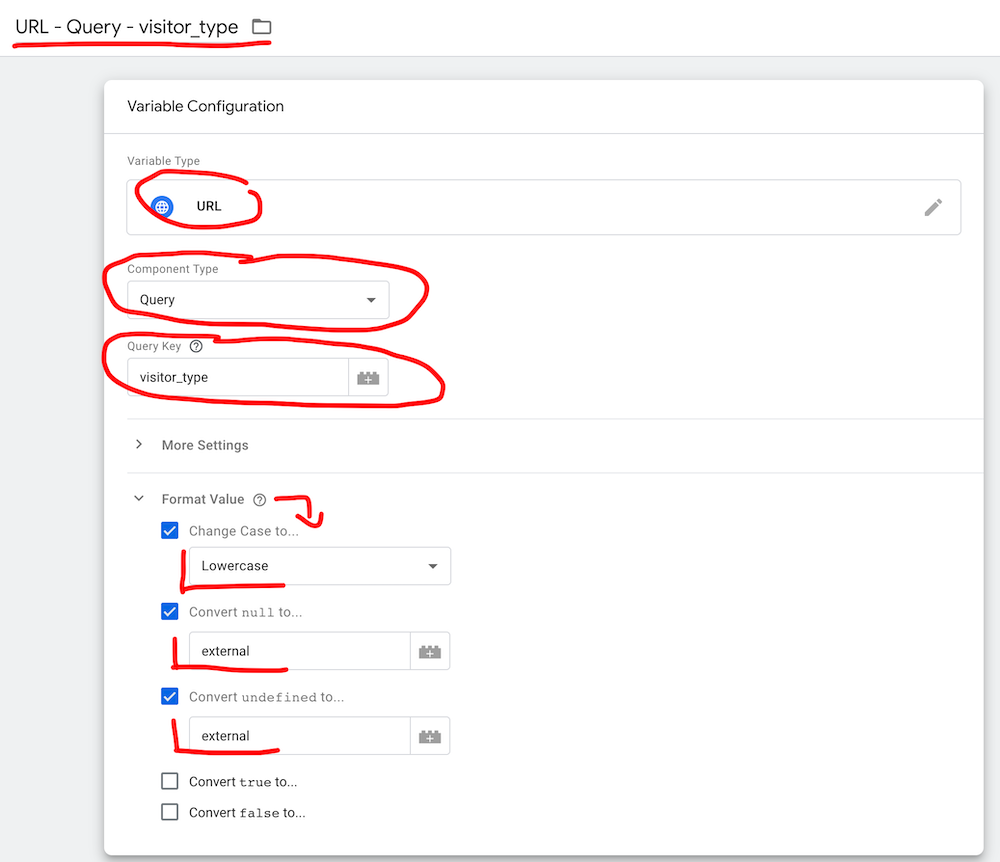 URL - Query - visitor_type
Variable Configuration
Variable Type
URL
Component Type
Query
Query Key
visitor_type
More Settings
Format Value
Change Case to...
Lowercase
Convert null to...
external
Convert undefined to...
external
Convert true to...
Convert false to...